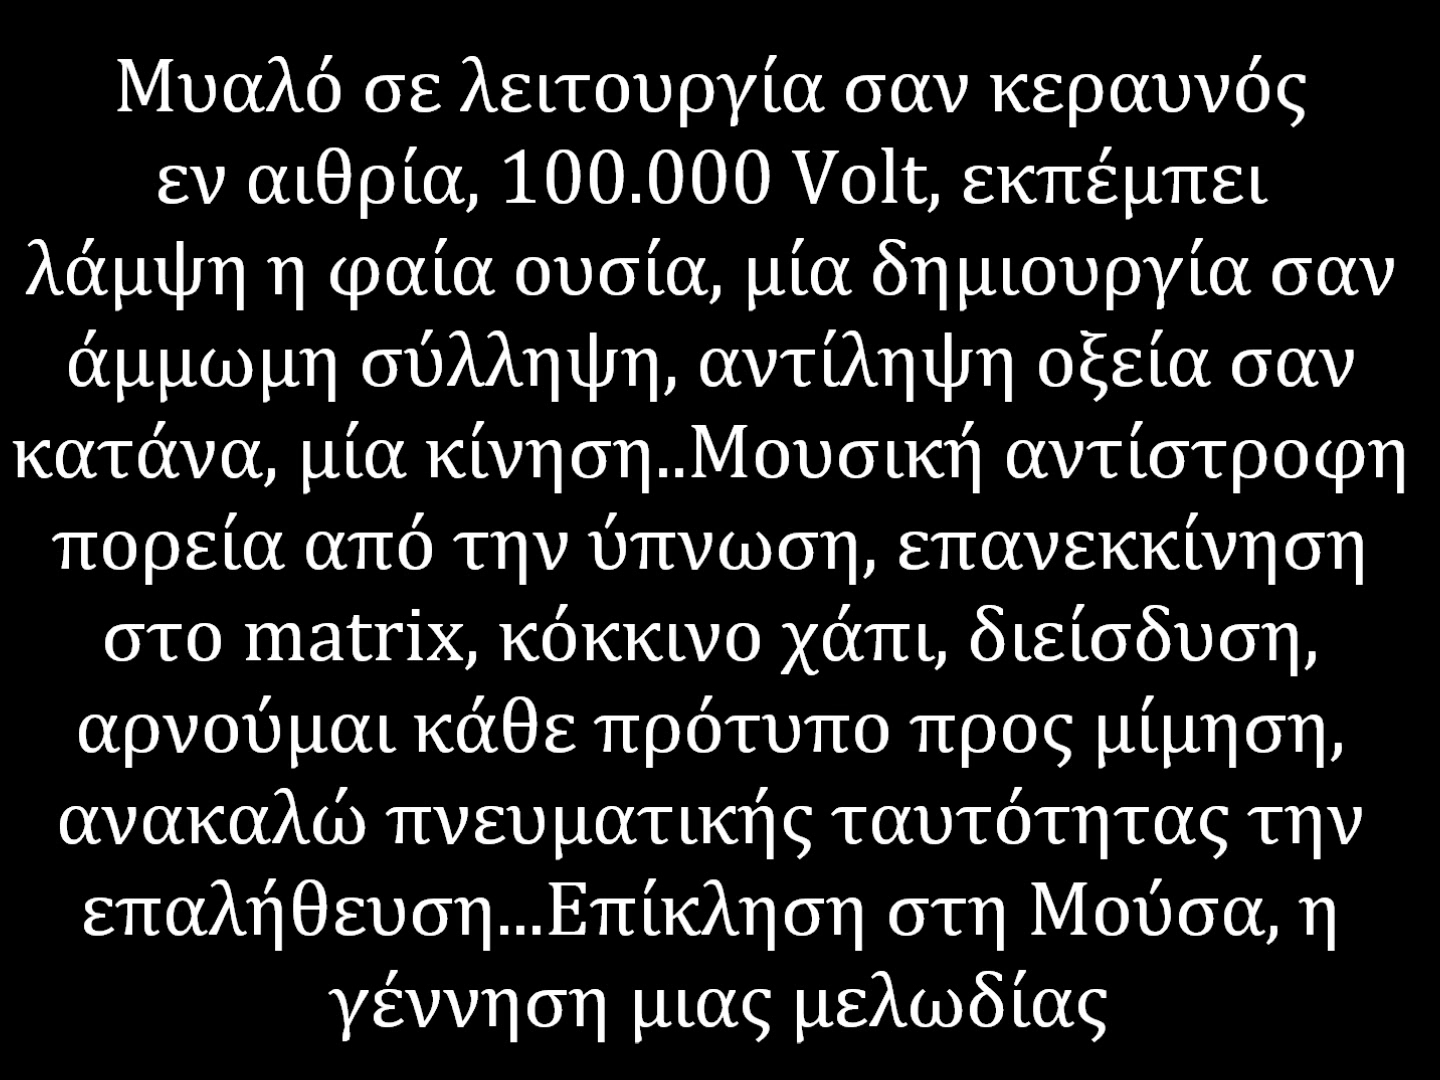 Μυαλό σε λειτουργία σαν κεραυνός
εν αιθρία, 100.000 Volt, εκπέμπει
λάμψη η φαία ουσία, μία δημιουργία σαν
άμμωμη σύλληψη, αντίληψη οξεία σαν
κατάνα, μία κίνηση..Μουσική αντίστροφη
πορεία από την ύπνωση, επανεκκίνηση
στο matrix, κόκκινο χάπι, διείσδυση,
αρνούμαι κάθε πρότυπο προς μίμηση,
ανακαλώ πνευματικής ταυτότητας την
επαλήθευση...Επίκληση στη Μούσα, η
γέννηση μιας μελωδίας